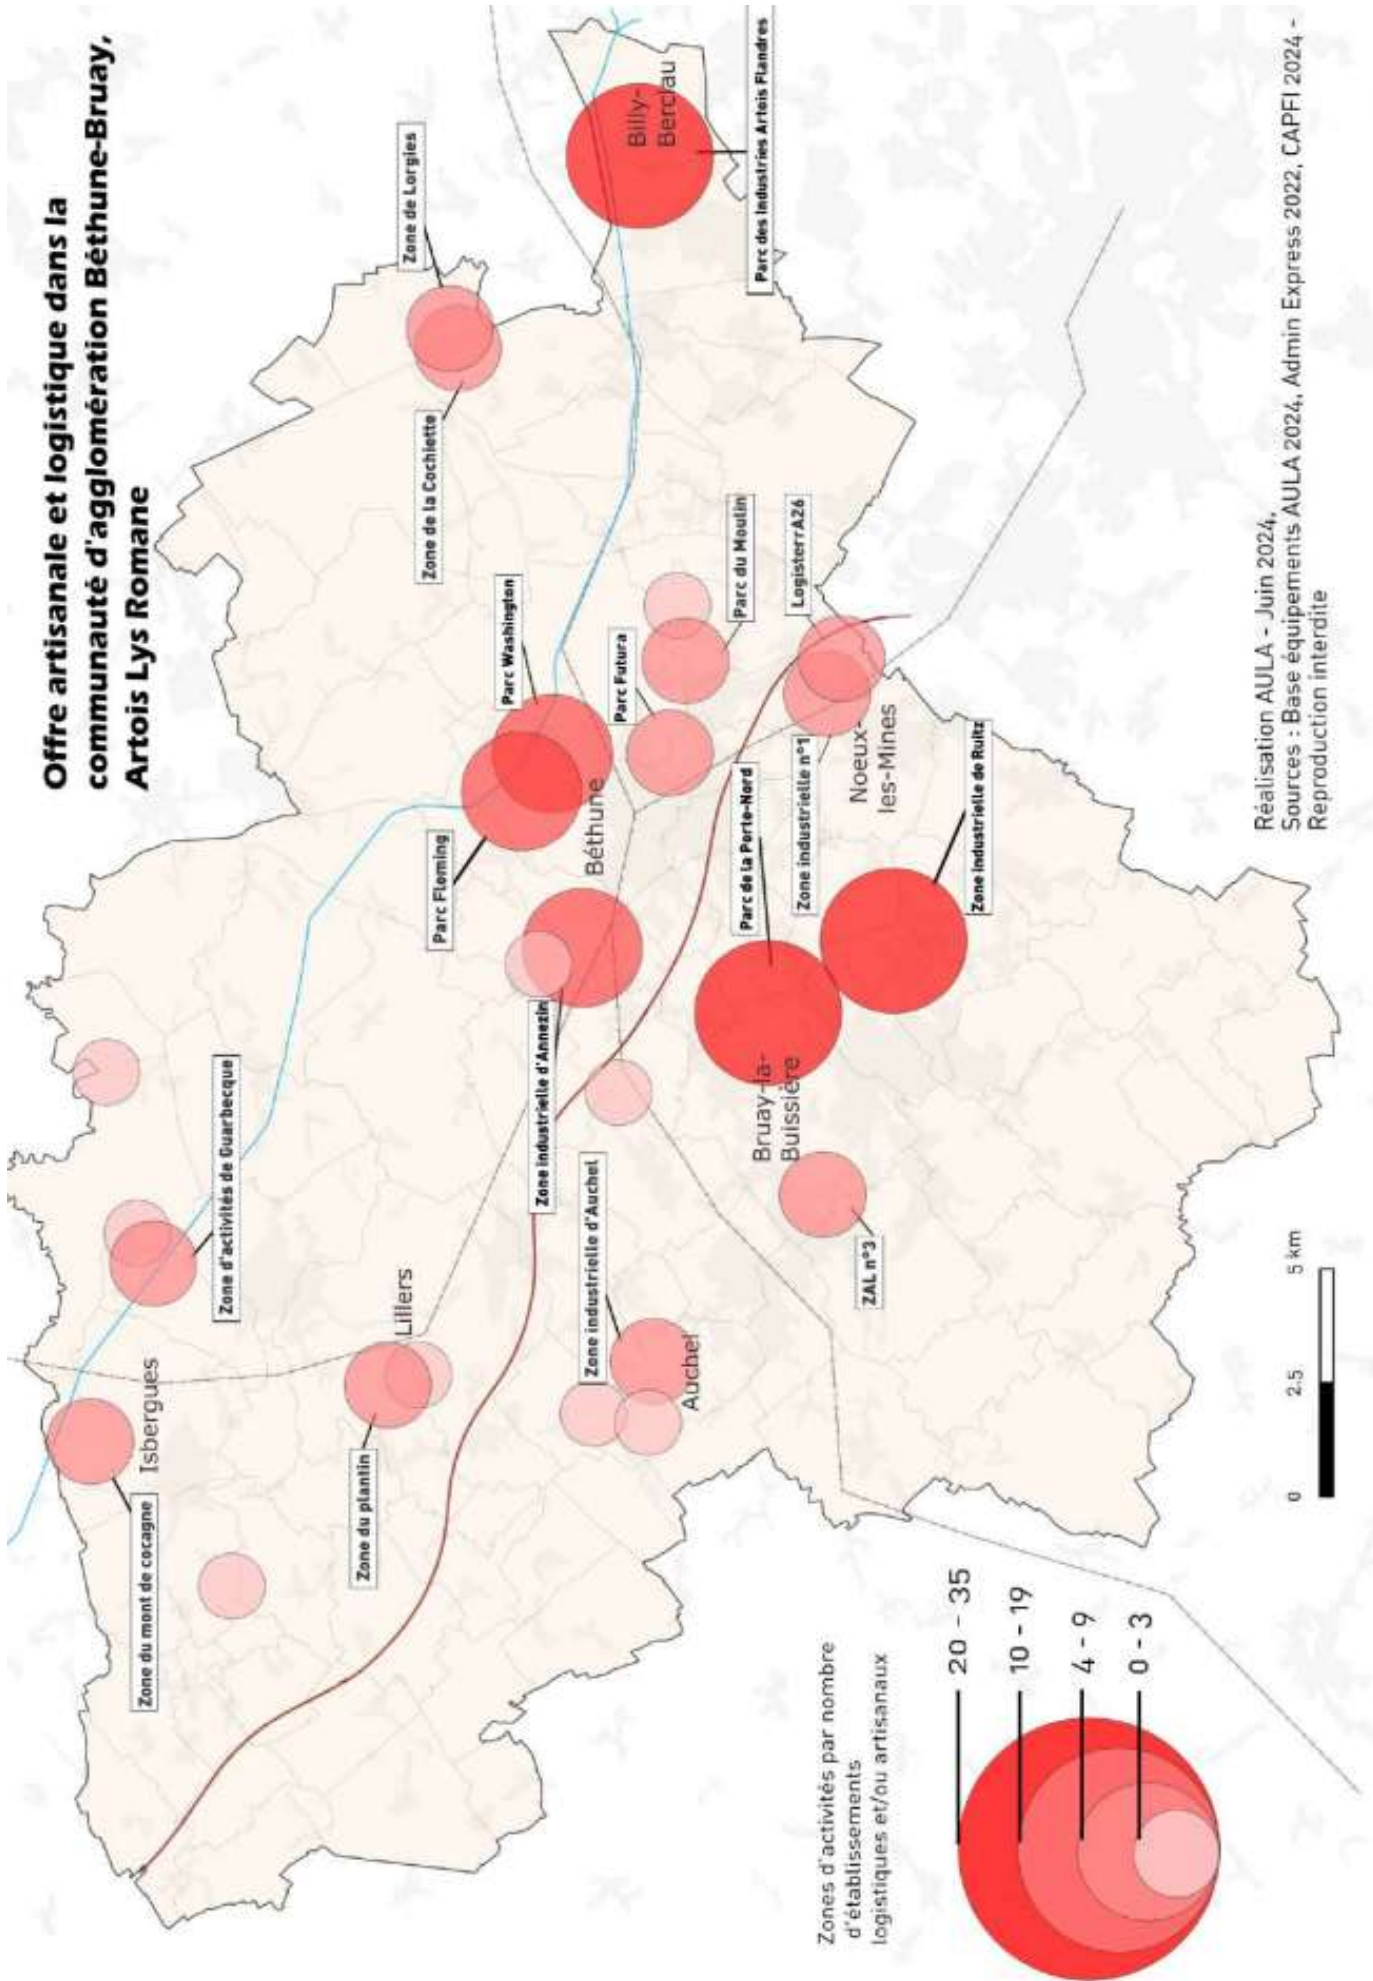 Offre artisanale et logistique dans la
communauté d'agglomération Béthune-Bruay,
Artois Lys Romane
Zone du mont de cocagne
Isbergues
Zone d'activités de Guarbecque
Zone du plantin
Lillers
Zone de Lorgies
Zone de la Cochiette
Parc Fleming
Parc Washington
Béthune
Zone industrielle d'Annezin
Zone industrielle d'Auchel
Auchel
Parc Futura
Parc du Moulin
Billy-
Berclau
Parc des Industries Artois Flandres
Parc de la Porte-Nord
Bruay-la-
Buissière
Zone industrielle n°1
LogisterrA26
Noeux-
les-Mines
ZAL n°3
Zone industrielle de Ruitz
Zones d'activités par nombre
d'établissements
logistiques et/ou artisanaux
20 - 35
10 - 19
4 - 9
0 - 3
0 2.5 5 km
Réalisation AULA - Juin 2024,
Sources : Base équipements AULA 2024, Admin Express 2022, CAPFI 2024 -
Reproduction interdite